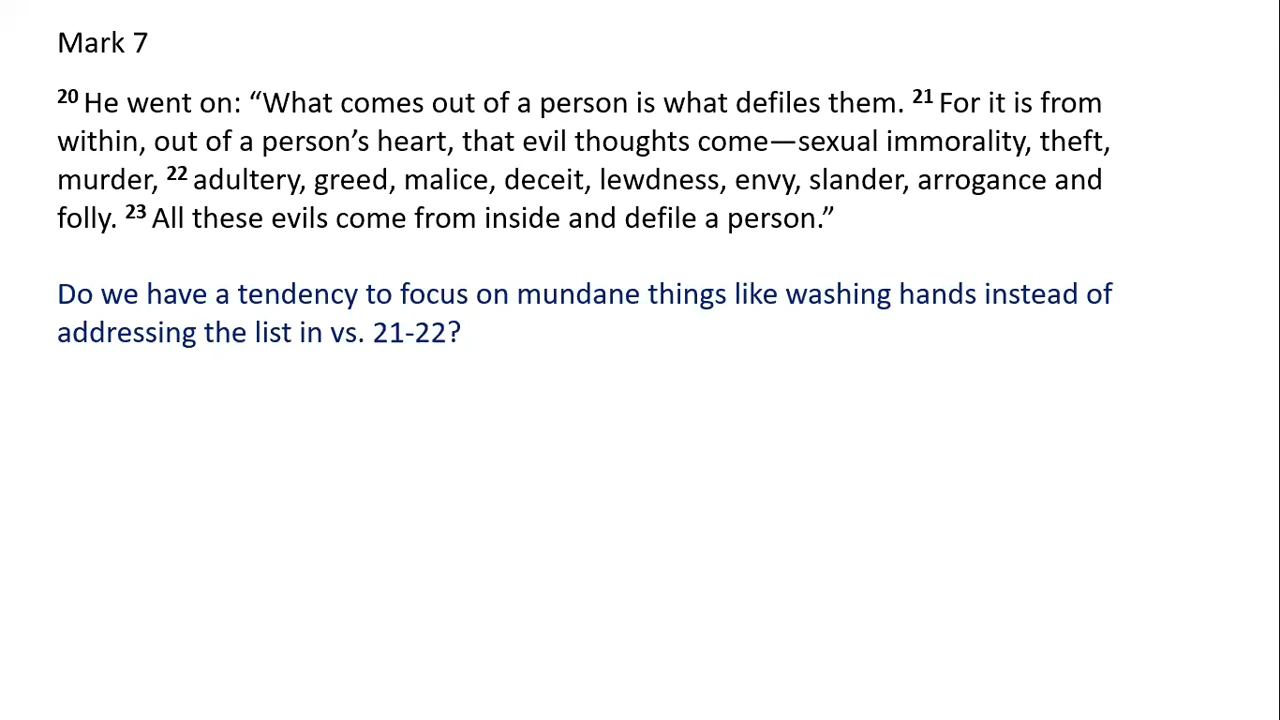 Mark 7
20 He went on: “What comes out of a person is what defiles them. 21 For it is from
within, out of a person’s heart, that evil thoughts come—sexual immorality, theft,
murder, 22 adultery, greed, malice, deceit, lewdness, envy, slander, arrogance and
folly. 23 All these evils come from inside and defile a person.”
Do we have a tendency to focus on mundane things like washing hands instead of
addressing the list in vs. 21-22?